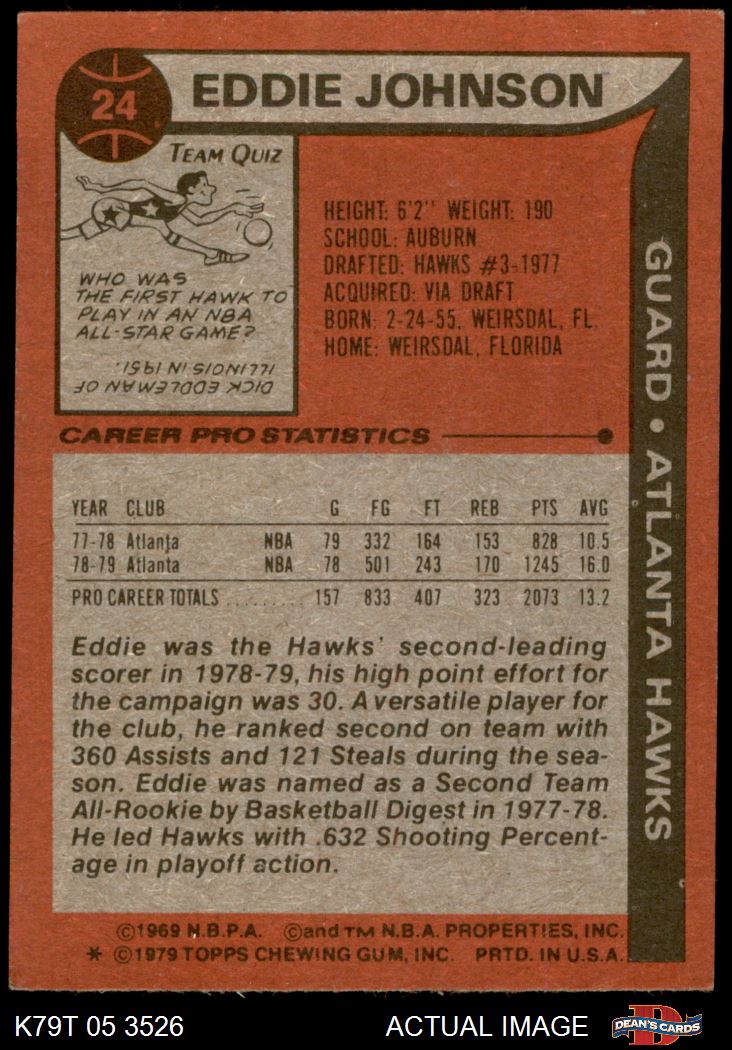 24
EDDIE JOHNSON
TEAM QUIZ
WHO WAS
THE FIRST HAWK TO
PLAY IN AN NBA
ALL-STAR GAME?
DICK EDDLEMAN OF
ILLINOIS IN 1951.
HEIGHT: 6'2" WEIGHT: 190
SCHOOL: AUBURN
DRAFTED: HAWKS #3-1977
ACQUIRED: VIA DRAFT
BORN: 2-24-55, WEIRSDAL, FL.
HOME: WEIRSDAL, FLORIDA
GUARD • ATLANTA HAWKS
CAREER PRO STATISTICS
YEAR CLUB G FG FT REB PTS AVG
77-78 Atlanta NBA 79 332 164 153 828 10.5
78-79 Atlanta NBA 78 501 243 170 1245 16.0
PRO CAREER TOTALS ......... 157 833 407 323 2073 13.2
Eddie was the Hawks' second-leading
scorer in 1978-79, his high point effort for
the campaign was 30. A versatile player for
the club, he ranked second on team with
360 Assists and 121 Steals during the sea-
son. Eddie was named as a Second Team
All-Rookie by Basketball Digest in 1977-78.
He led Hawks with .632 Shooting Percent-
age in playoff action.
©1969 N.B.P.A. ©and TM N.B.A. PROPERTIES, INC.
* ©1979 TOPPS CHEWING GUM, INC. PRTD. IN U.S.A.
K79T 05 3526 ACTUAL IMAGE
D DEAN'S CARDS